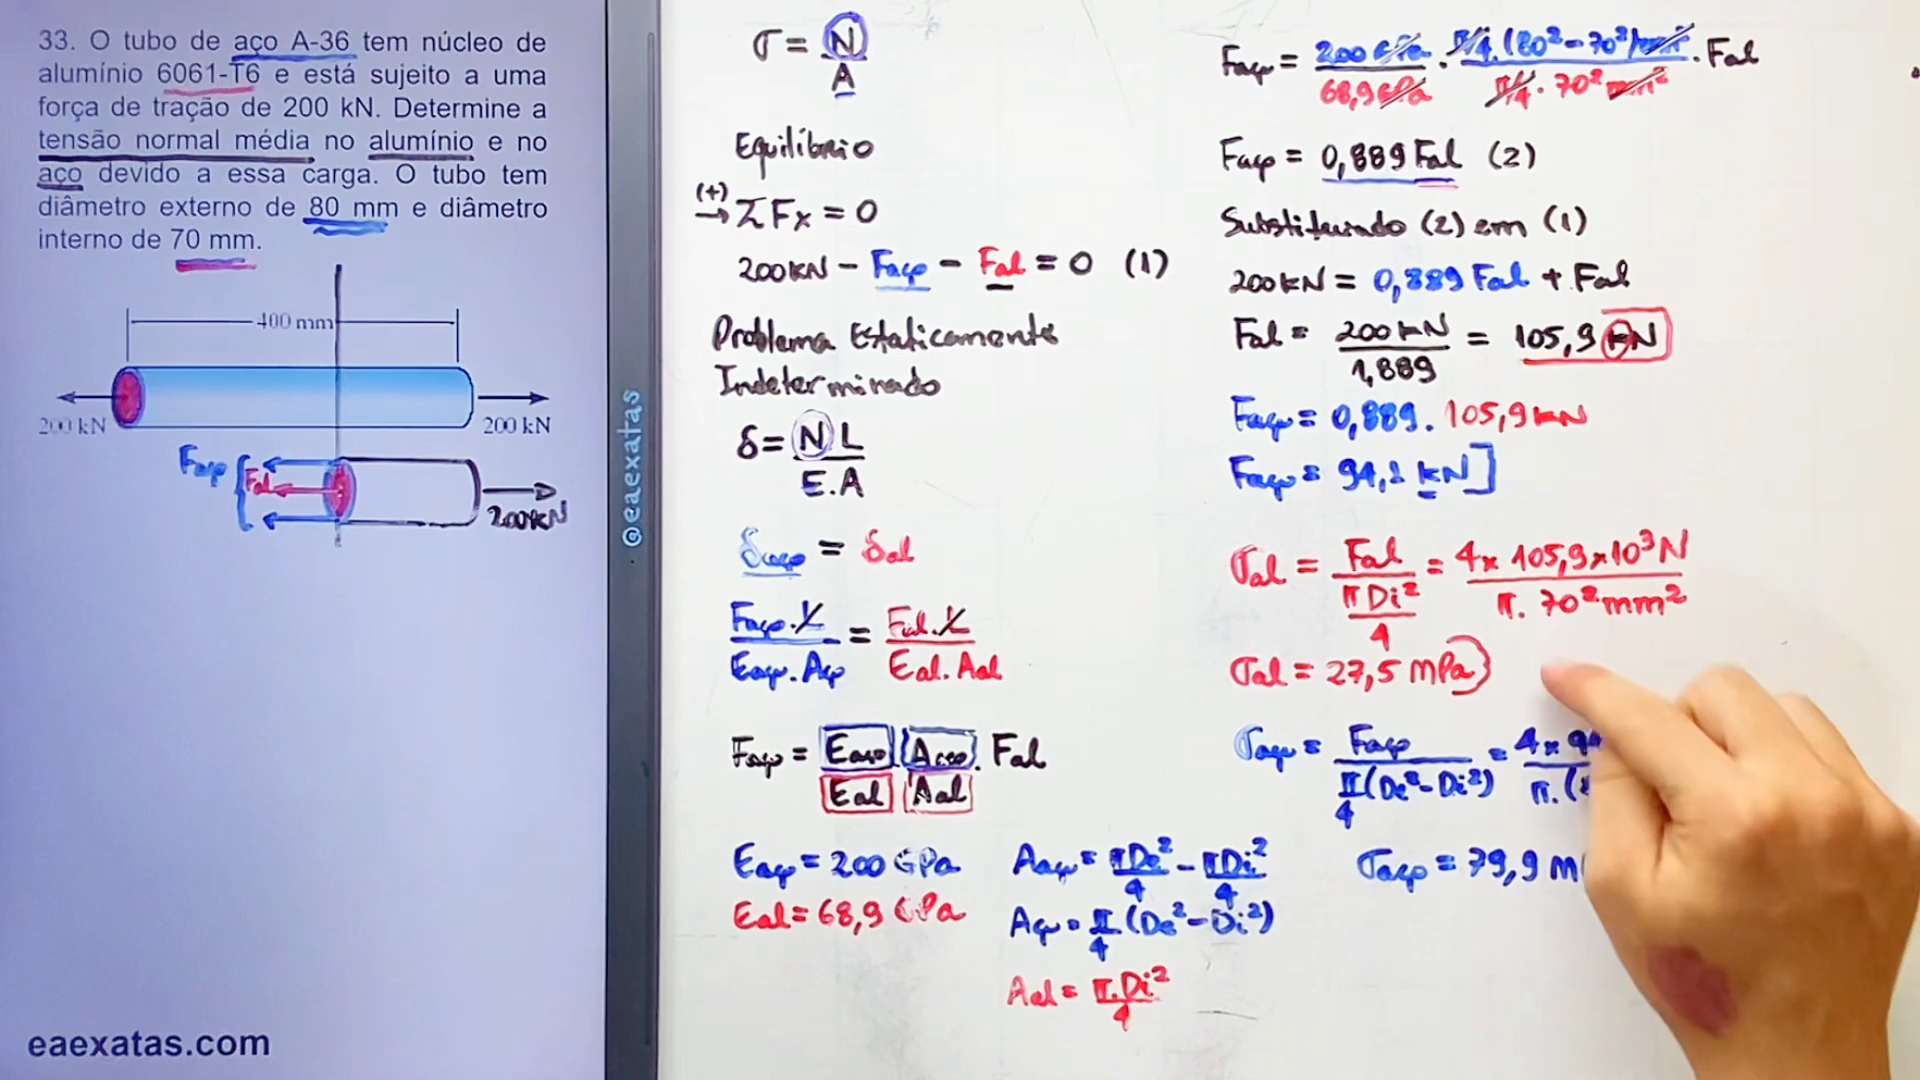 33. O tubo de aço A-36 tem núcleo de
alumínio 6061-T6 e está sujeito a uma
força de tração de 200 kN. Determine a
tensão normal média no alumínio e no
aço devido a essa carga. O tubo tem
diâmetro externo de 80 mm e diâmetro
interno de 70 mm.
400 mm
200 kN
200 kN
Faço
Fal
200kN
eaexatas.com
@eaexatas
σ = N/A
Equilíbrio
(+) → ΣFx = 0
200kN - Faço - Fal = 0 (1)
Problema Estaticamente
Indeterminado
δ = N L / E.A
δaço = δal
Faço.L / Eaço.Aço = Fal.L / Eal.Aal
Faço = Eaço/Eal . Aaço/Aal . Fal
Eaço = 200 GPa
Eal = 68,9 GPa
Aaço = πDe²/4 - πDi²/4
Aço = π/4 (De² - Di²)
Aal = π.Di²/4
Faço = 200 GPa / 68,9 GPa . π/4.(80² - 70²)mm² / π/4.70² mm² . Fal
Faço = 0,889 Fal (2)
Substituindo (2) em (1)
200kN = 0,889 Fal + Fal
Fal = 200kN / 1,889 = 105,9 kN
Faço = 0,889 . 105,9 kN
Faço = 94,1 kN
σal = Fal / πDi²/4 = 4x 105,9x10³N / π. 70² mm²
σal = 27,5 MPa
σaço = Faço / π/4 (De² - Di²) = 4x 94 / π.(
σaço = 79,9 M